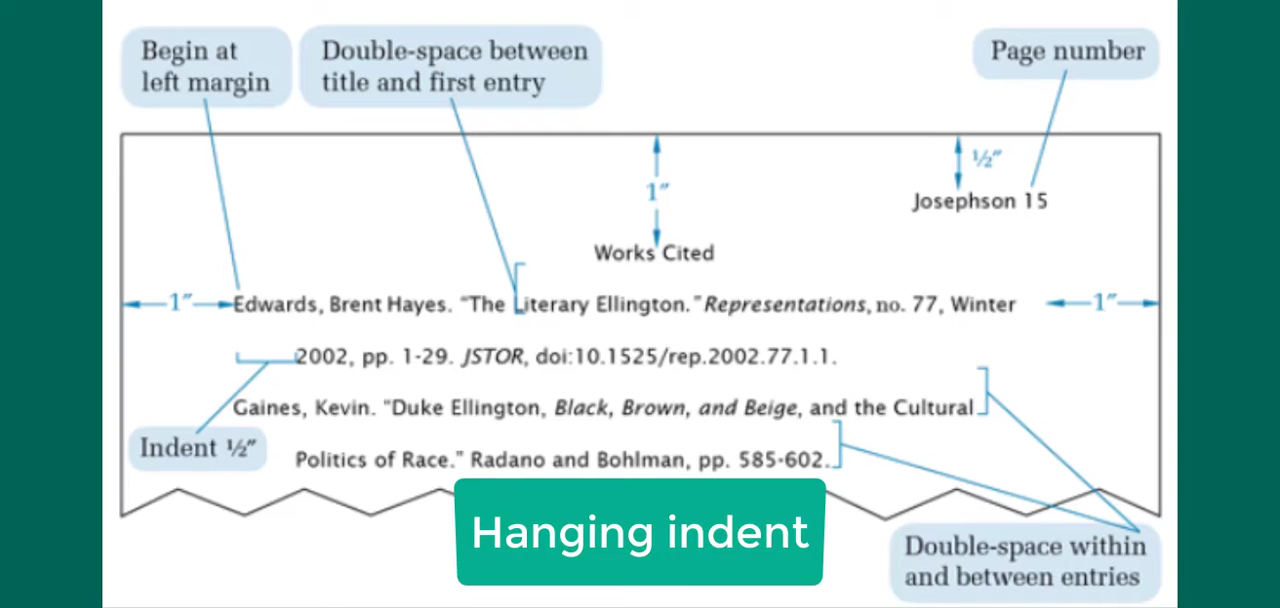 Begin at
left margin
Double-space between
title and first entry
Page number
½″
1″
Josephson 15
Works Cited
1″
Edwards, Brent Hayes. “The Literary Ellington.” Representations, no. 77, Winter
1″
2002, pp. 1-29. JSTOR, doi:10.1525/rep.2002.77.1.1.
Gaines, Kevin. “Duke Ellington, Black, Brown, and Beige, and the Cultural
Indent ½″
Politics of Race.” Radano and Bohlman, pp. 585-602.
Hanging indent
Double-space within
and between entries